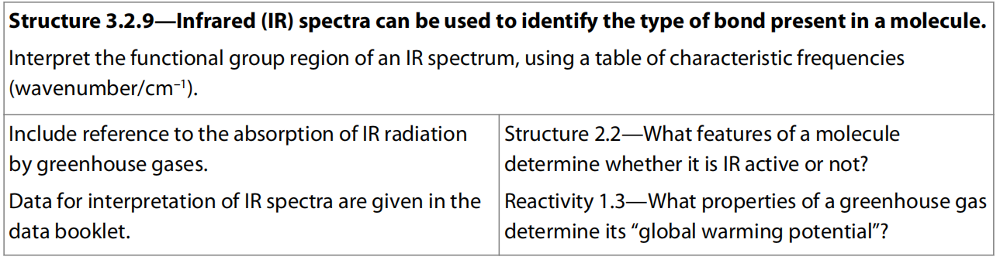 Structure 3.2.9—Infrared (IR) spectra can be used to identify the type of bond present in a molecule.
Interpret the functional group region of an IR spectrum, using a table of characteristic frequencies
(wavenumber/cm⁻¹).
Include reference to the absorption of IR radiation
by greenhouse gases.
Data for interpretation of IR spectra are given in the
data booklet.
Structure 2.2—What features of a molecule
determine whether it is IR active or not?
Reactivity 1.3—What properties of a greenhouse gas
determine its “global warming potential”?